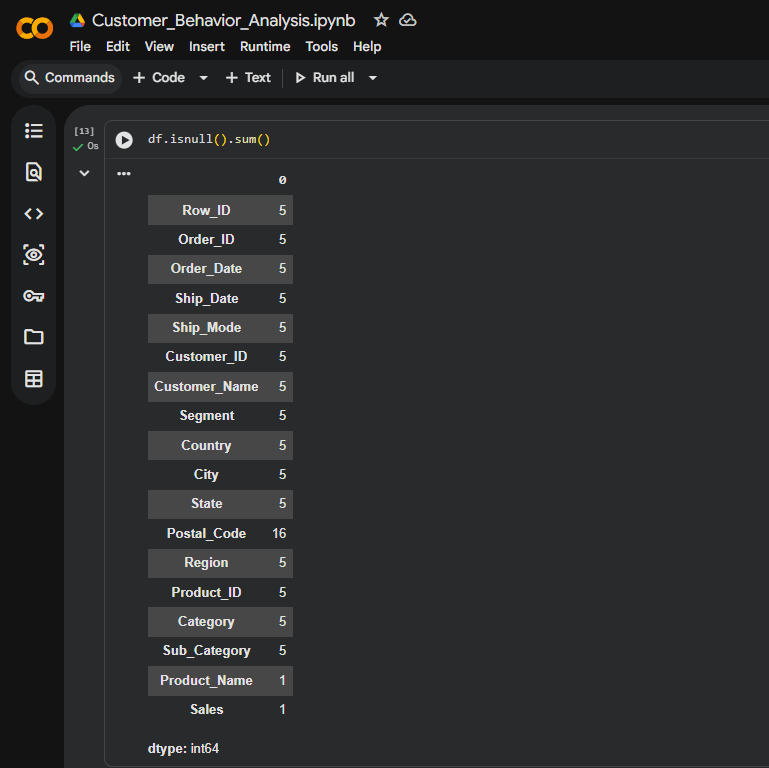 Customer_Behavior_Analysis.ipynb
File Edit View Insert Runtime Tools Help
Commands + Code + Text Run all
[13]
0s
df.isnull().sum()
0
Row_ID 5
Order_ID 5
Order_Date 5
Ship_Date 5
Ship_Mode 5
Customer_ID 5
Customer_Name 5
Segment 5
Country 5
City 5
State 5
Postal_Code 16
Region 5
Product_ID 5
Category 5
Sub_Category 5
Product_Name 1
Sales 1
dtype: int64